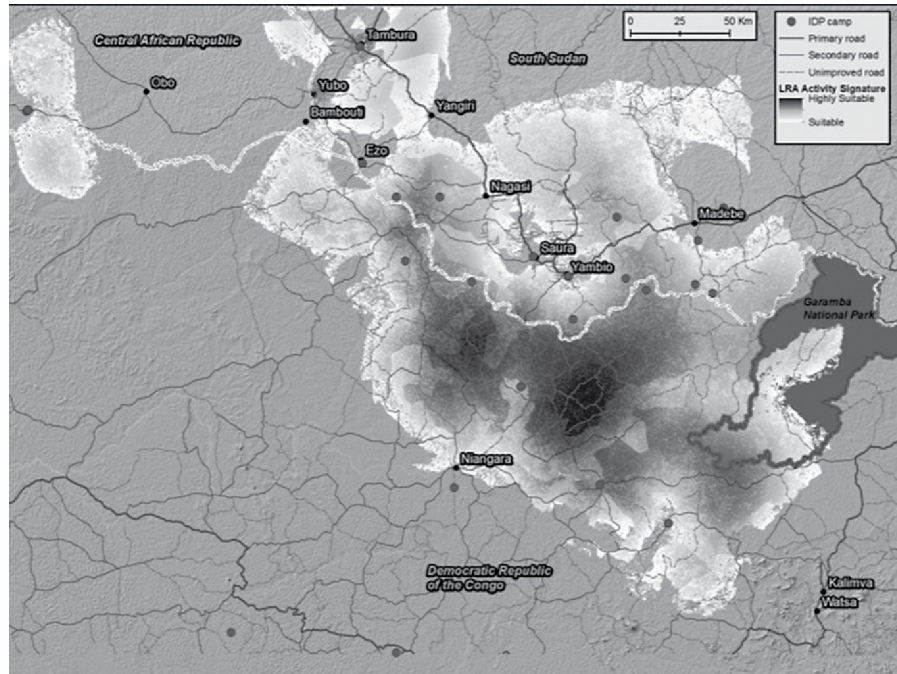 Tambura
Central African Republic
South Sudan
0 25 50 Km
IDP camp
Primary road
Secondary road
Unimproved road
LRA Activity Signature
Highly Suitable
Suitable
Obo
Yubo
Bambouti
Yangiri
Ezo
Nagasi
Madebe
Saura
Yambio
Garamba
National Park
Niangara
Democratic Republic
of the Congo
Kalimva
Watsa